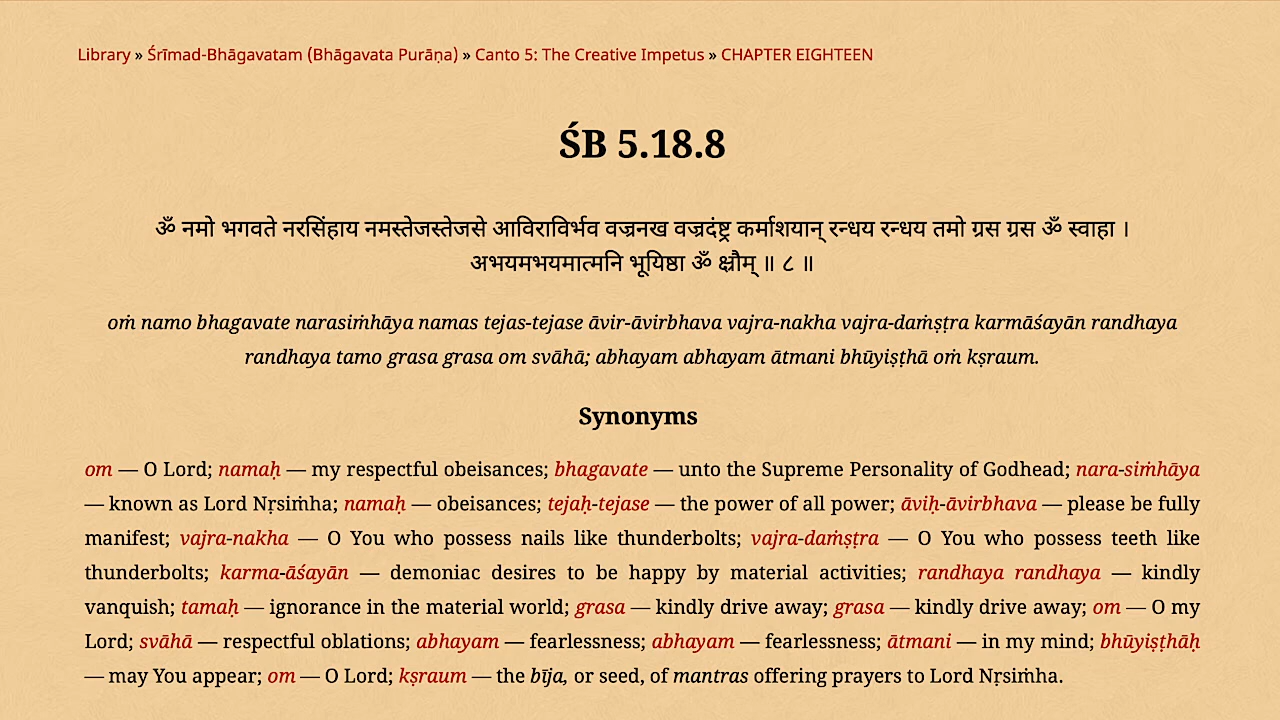 Library » Śrīmad-Bhāgavatam (Bhāgavata Purāṇa) » Canto 5: The Creative Impetus » CHAPTER EIGHTEEN
ŚB 5.18.8
ॐ नमो भगवते नरसिंहाय नमस्तेजस्तेजसे आविराविर्भव वज्रनख वज्रदंष्ट्र कर्माशयान् रन्धय रन्धय तमो ग्रस ग्रस ॐ स्वाहा ।
अभयमभयमात्मनि भूयिष्ठा ॐ क्ष्रौम् ॥ ८ ॥
oṁ namo bhagavate narasiṁhāya namas tejas-tejase āvir-āvirbhava vajra-nakha vajra-daṁṣṭra karmāśayān randhaya
randhaya tamo grasa grasa om svāhā; abhayam abhayam ātmani bhūyiṣṭhā oṁ kṣraum.
Synonyms
om — O Lord; namaḥ — my respectful obeisances; bhagavate — unto the Supreme Personality of Godhead; nara-siṁhāya
— known as Lord Nṛsiṁha; namaḥ — obeisances; tejaḥ-tejase — the power of all power; āviḥ-āvirbhava — please be fully
manifest; vajra-nakha — O You who possess nails like thunderbolts; vajra-daṁṣṭra — O You who possess teeth like
thunderbolts; karma-āśayān — demoniac desires to be happy by material activities; randhaya randhaya — kindly
vanquish; tamaḥ — ignorance in the material world; grasa — kindly drive away; grasa — kindly drive away; om — O my
Lord; svāhā — respectful oblations; abhayam — fearlessness; abhayam — fearlessness; ātmani — in my mind; bhūyiṣṭhāḥ
— may You appear; om — O Lord; kṣraum — the bīja, or seed, of mantras offering prayers to Lord Nṛsiṁha.